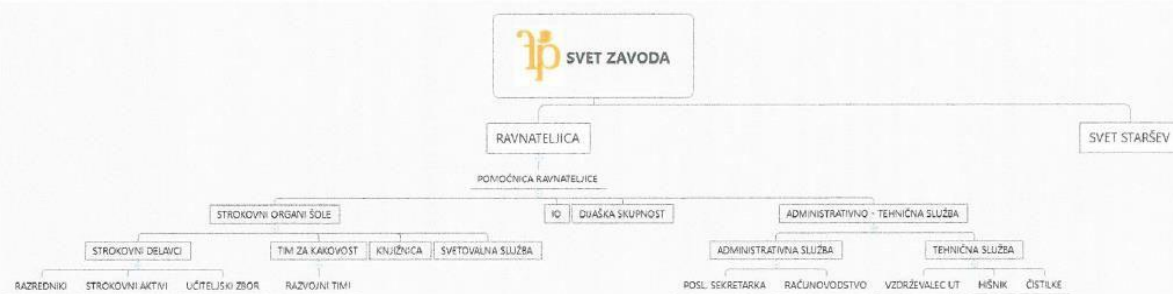 SVET ZAVODA
RAVNATELJICA
SVET STARŠEV
POMOČNICA RAVNATELJICE
STROKOVNI ORGANI ŠOLE
IO
DIJAŠKA SKUPNOST
ADMINISTRATIVNO - TEHNIČNA SLUŽBA
STROKOVNI DELAVCI
TIM ZA KAKOVOST
KNJIŽNICA
SVETOVALNA SLUŽBA
ADMINISTRATIVNA SLUŽBA
TEHNIČNA SLUŽBA
RAZREDNIKI
STROKOVNI AKTIVI
UČITELJSKI ZBOR
RAZVOJNI TIMI
POSL. SEKRETARKA
RAČUNOVODSTVO
VZDRŽEVALEC UT
HIŠNIK
ČISTILKE